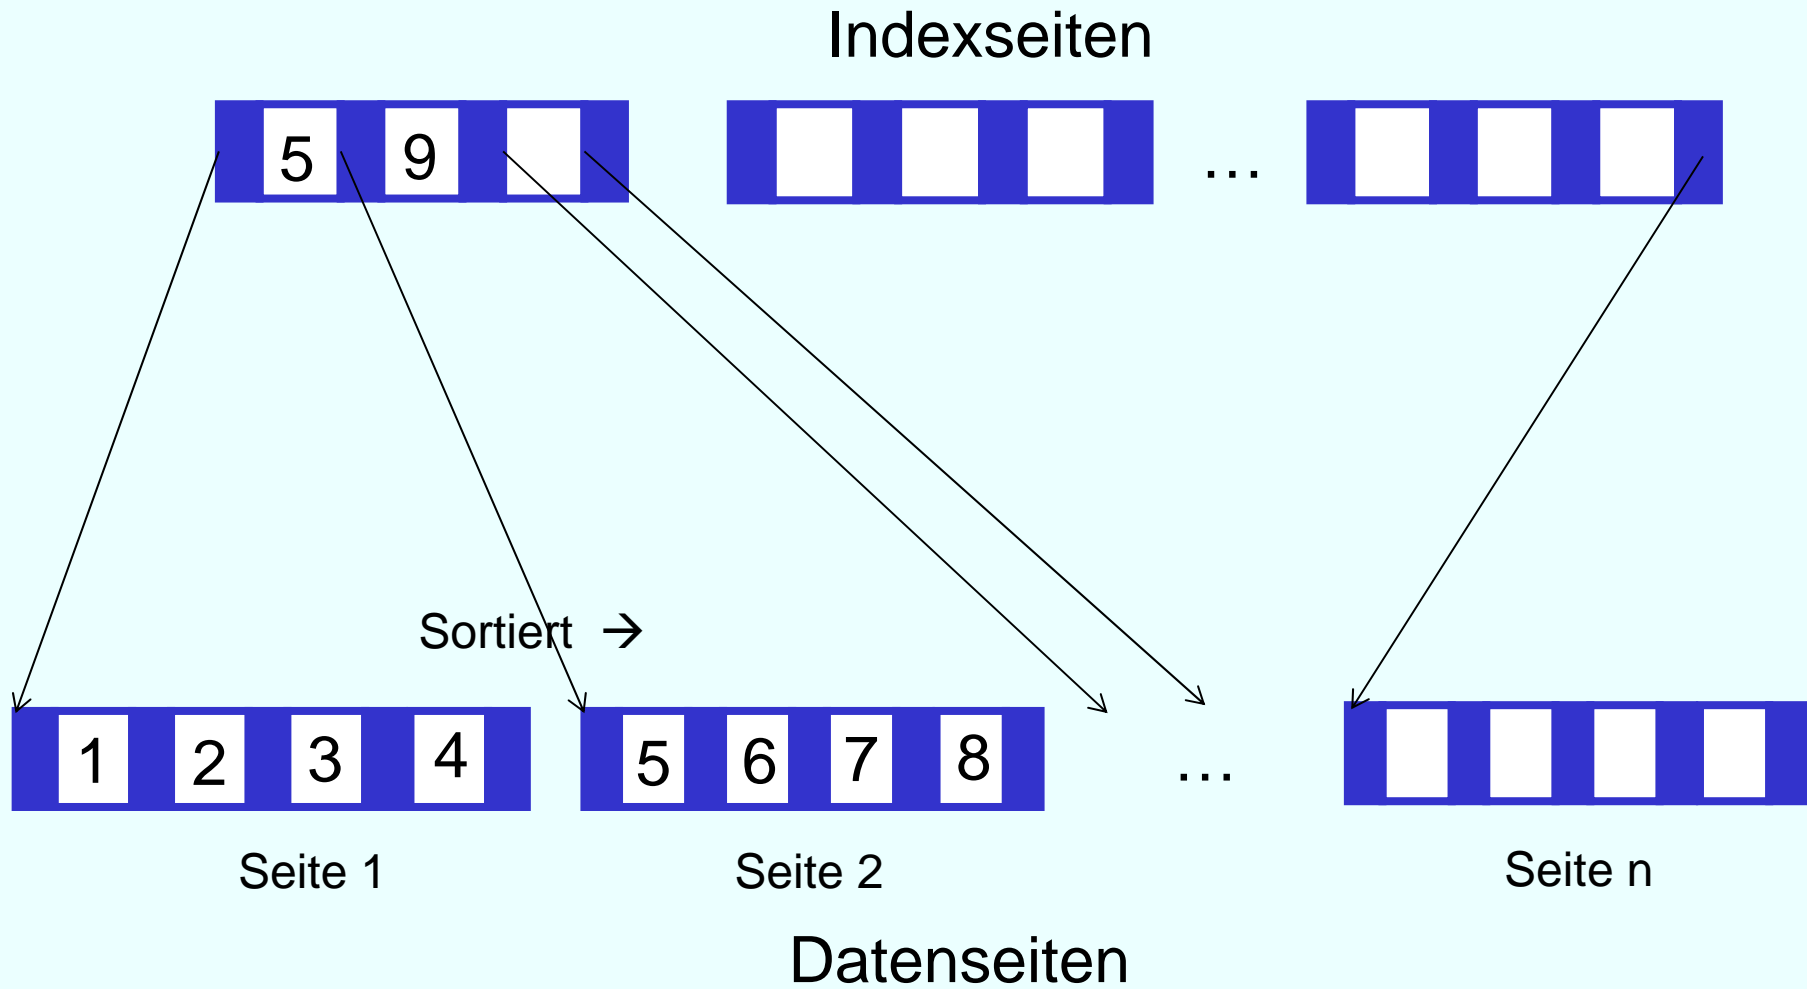 Indexseiten
5 9
…
Sortiert →
1 2 3 4 5 6 7 8
…
Seite 1 Seite 2 Seite n
Datenseiten